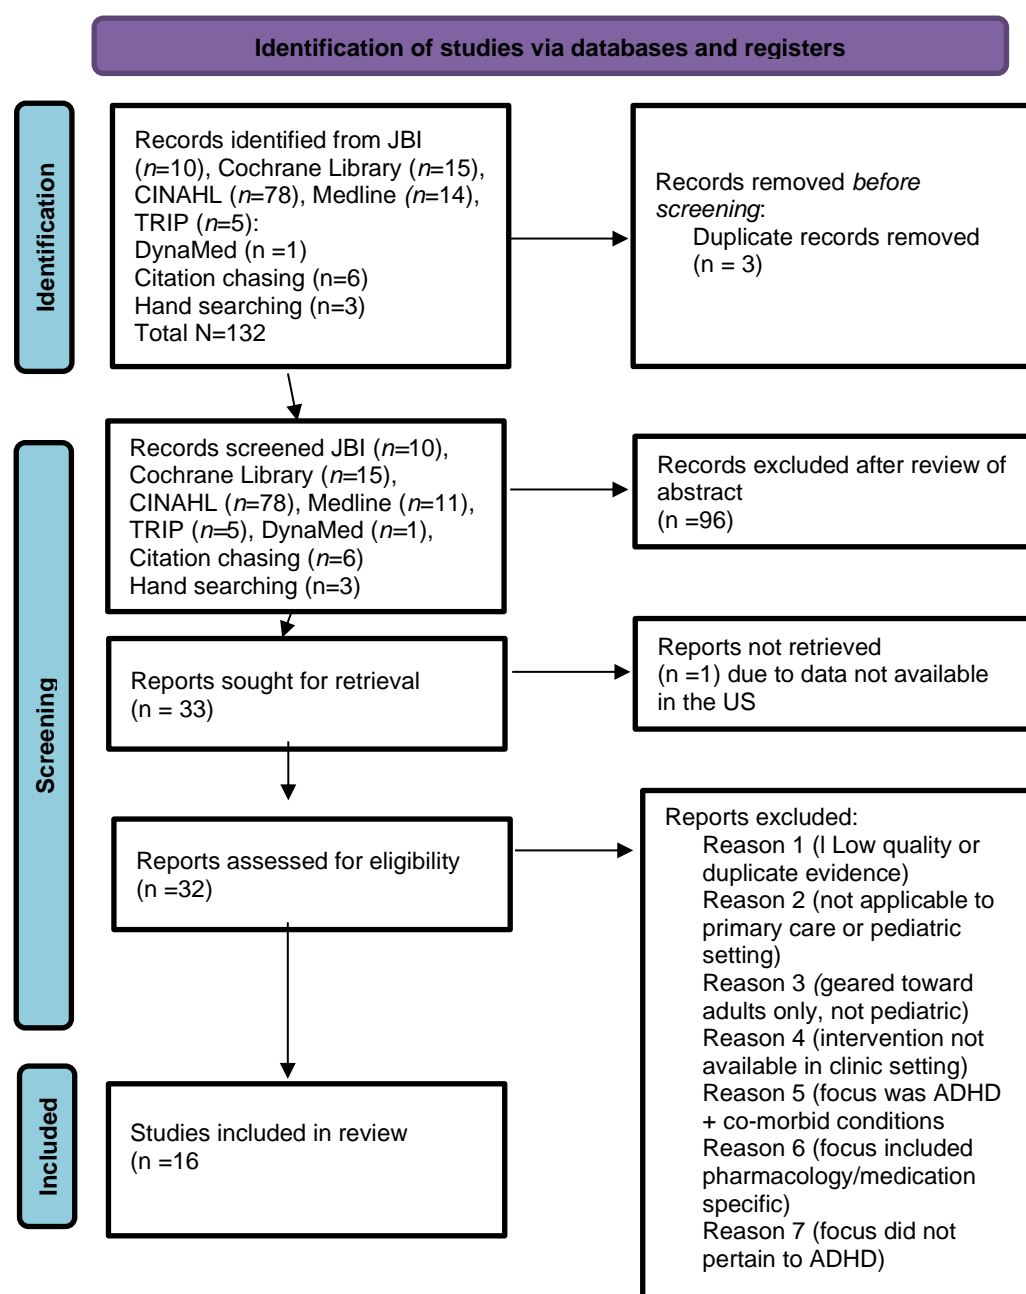 Identification of studies via databases and registers
Identification
Records identified from JBI
(n=10), Cochrane Library (n=15),
CINAHL (n=78), Medline (n=14),
TRIP (n=5):
DynaMed (n =1)
Citation chasing (n=6)
Hand searching (n=3)
Total N=132
Records removed before
screening:
Duplicate records removed
(n = 3)
Screening
Records screened JBI (n=10),
Cochrane Library (n=15),
CINAHL (n=78), Medline (n=11),
TRIP (n=5), DynaMed (n=1),
Citation chasing (n=6)
Hand searching (n=3)
Records excluded after review of
abstract
(n =96)
Reports sought for retrieval
(n = 33)
Reports not retrieved
(n =1) due to data not available
in the US
Reports assessed for eligibility
(n =32)
Reports excluded:
Reason 1 (l Low quality or
duplicate evidence)
Reason 2 (not applicable to
primary care or pediatric
setting)
Reason 3 (geared toward
adults only, not pediatric)
Reason 4 (intervention not
available in clinic setting)
Reason 5 (focus was ADHD
+ co-morbid conditions
Reason 6 (focus included
pharmacology/medication
specific)
Reason 7 (focus did not
pertain to ADHD)
Included
Studies included in review
(n =16